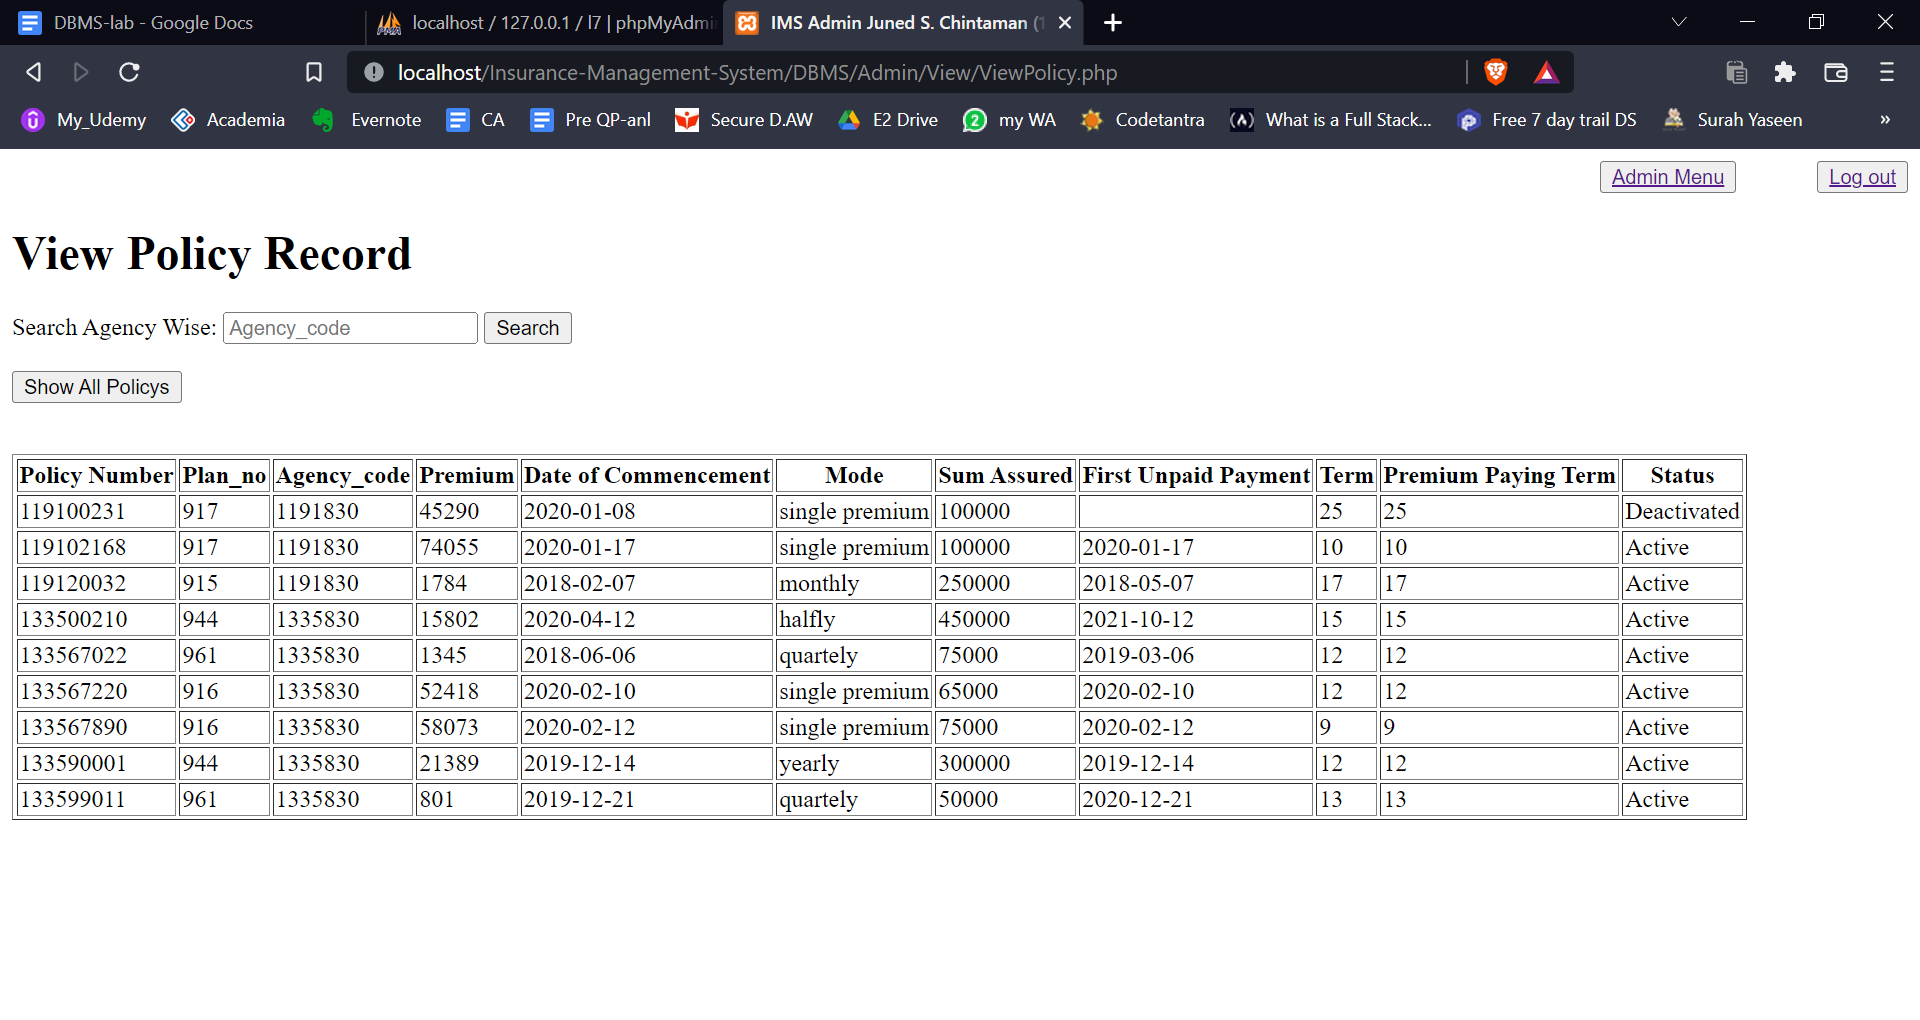 DBMS-lab - Google Docs
localhost / 127.0.0.1 / l7 | phpMyAdmi
IMS Admin Juned S. Chintaman (1
localhost/Insurance-Management-System/DBMS/Admin/View/ViewPolicy.php
My_Udemy Academia Evernote CA Pre QP-anl Secure D.AW E2 Drive my WA Codetantra What is a Full Stack... Free 7 day trail DS Surah Yaseen »
Admin Menu Log out
View Policy Record
Search Agency Wise: Agency_code Search
Show All Policys
Policy Number Plan_no Agency_code Premium Date of Commencement Mode Sum Assured First Unpaid Payment Term Premium Paying Term Status
119100231 917 1191830 45290 2020-01-08 single premium 100000 25 25 Deactivated
119102168 917 1191830 74055 2020-01-17 single premium 100000 2020-01-17 10 10 Active
119120032 915 1191830 1784 2018-02-07 monthly 250000 2018-05-07 17 17 Active
133500210 944 1335830 15802 2020-04-12 halfly 450000 2021-10-12 15 15 Active
133567022 961 1335830 1345 2018-06-06 quartely 75000 2019-03-06 12 12 Active
133567220 916 1335830 52418 2020-02-10 single premium 65000 2020-02-10 12 12 Active
133567890 916 1335830 58073 2020-02-12 single premium 75000 2020-02-12 9 9 Active
133590001 944 1335830 21389 2019-12-14 yearly 300000 2019-12-14 12 12 Active
133599011 961 1335830 801 2019-12-21 quartely 50000 2020-12-21 13 13 Active